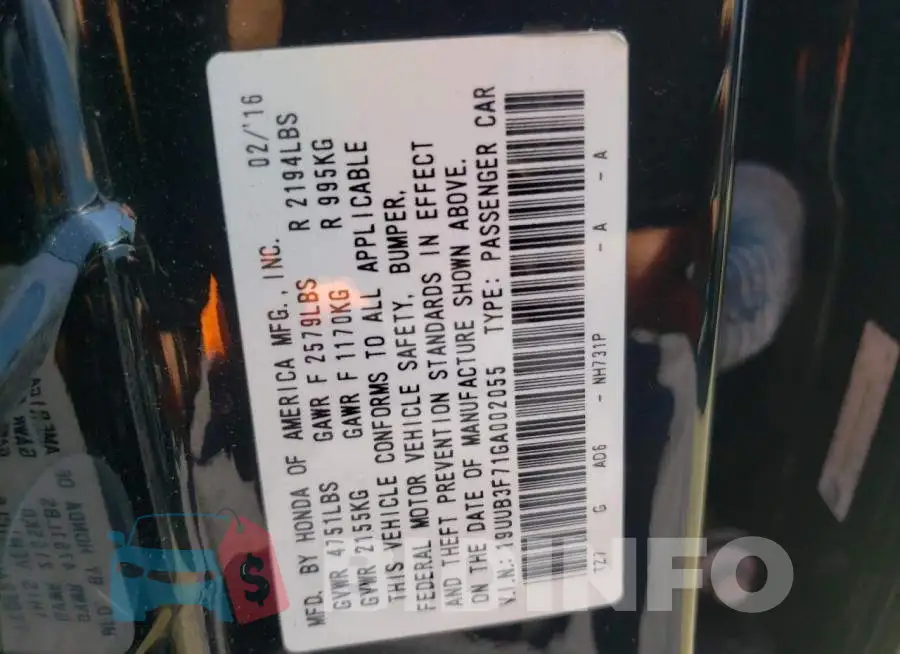 MFD. BY HONDA OF AMERICA MFG., INC. 02/'16
GVWR 4751LBS GAWR F 2579LBS R 2194LBS
GVWR 2155KG GAWR F 1170KG R 995KG
THIS VEHICLE CONFORMS TO ALL APPLICABLE
FEDERAL MOTOR VEHICLE SAFETY, BUMPER,
AND THEFT PREVENTION STANDARDS IN EFFECT
ON THE DATE OF MANUFACTURE SHOWN ABOVE.
V.I.N.: 19UUB3F71GA002055 TYPE: PASSENGER CAR
TZ7 G AD6 - NH731P - A - A
BIDINFO